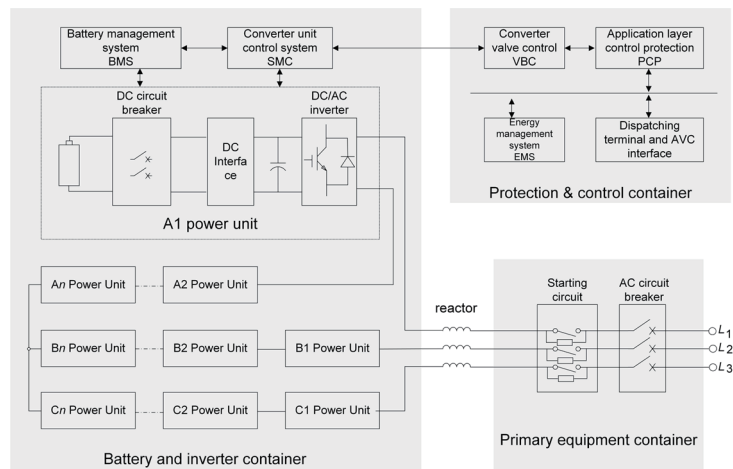 Battery management
system
BMS
Converter unit
control system
SMC
Converter
valve control
VBC
Application layer
control protection
PCP
DC circuit
breaker
DC/AC
inverter
DC
Interfa
ce
A1 power unit
Energy
management
system
EMS
Dispatching
terminal and AVC
interface
Protection & control container
An Power Unit
A2 Power Unit
Bn Power Unit
B2 Power Unit
B1 Power Unit
Cn Power Unit
C2 Power Unit
C1 Power Unit
Battery and inverter container
reactor
Starting
circuit
AC circuit
breaker
L1
L2
L3
Primary equipment container